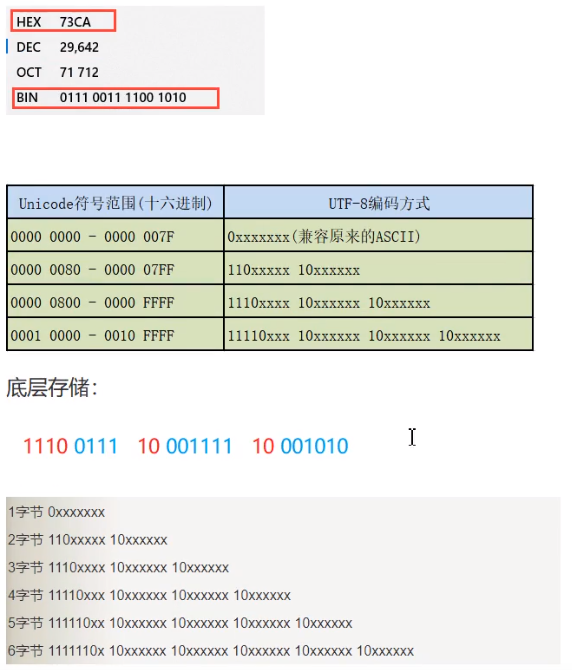 HEX 73CA
DEC 29,642
OCT 71 712
BIN 0111 0011 1100 1010
Unicode符号范围(十六进制) UTF-8编码方式
0000 0000 - 0000 007F 0xxxxxxx(兼容原来的ASCII)
0000 0080 - 0000 07FF 110xxxxx 10xxxxxx
0000 0800 - 0000 FFFF 1110xxxx 10xxxxxx 10xxxxxx
0001 0000 - 0010 FFFF 11110xxx 10xxxxxx 10xxxxxx 10xxxxxx
底层存储：
1110 0111 10 001111 10 001010
1字节 0xxxxxxx
2字节 110xxxxx 10xxxxxx
3字节 1110xxxx 10xxxxxx 10xxxxxx
4字节 11110xxx 10xxxxxx 10xxxxxx 10xxxxxx
5字节 111110xx 10xxxxxx 10xxxxxx 10xxxxxx 10xxxxxx
6字节 1111110x 10xxxxxx 10xxxxxx 10xxxxxx 10xxxxxx 10xxxxxx